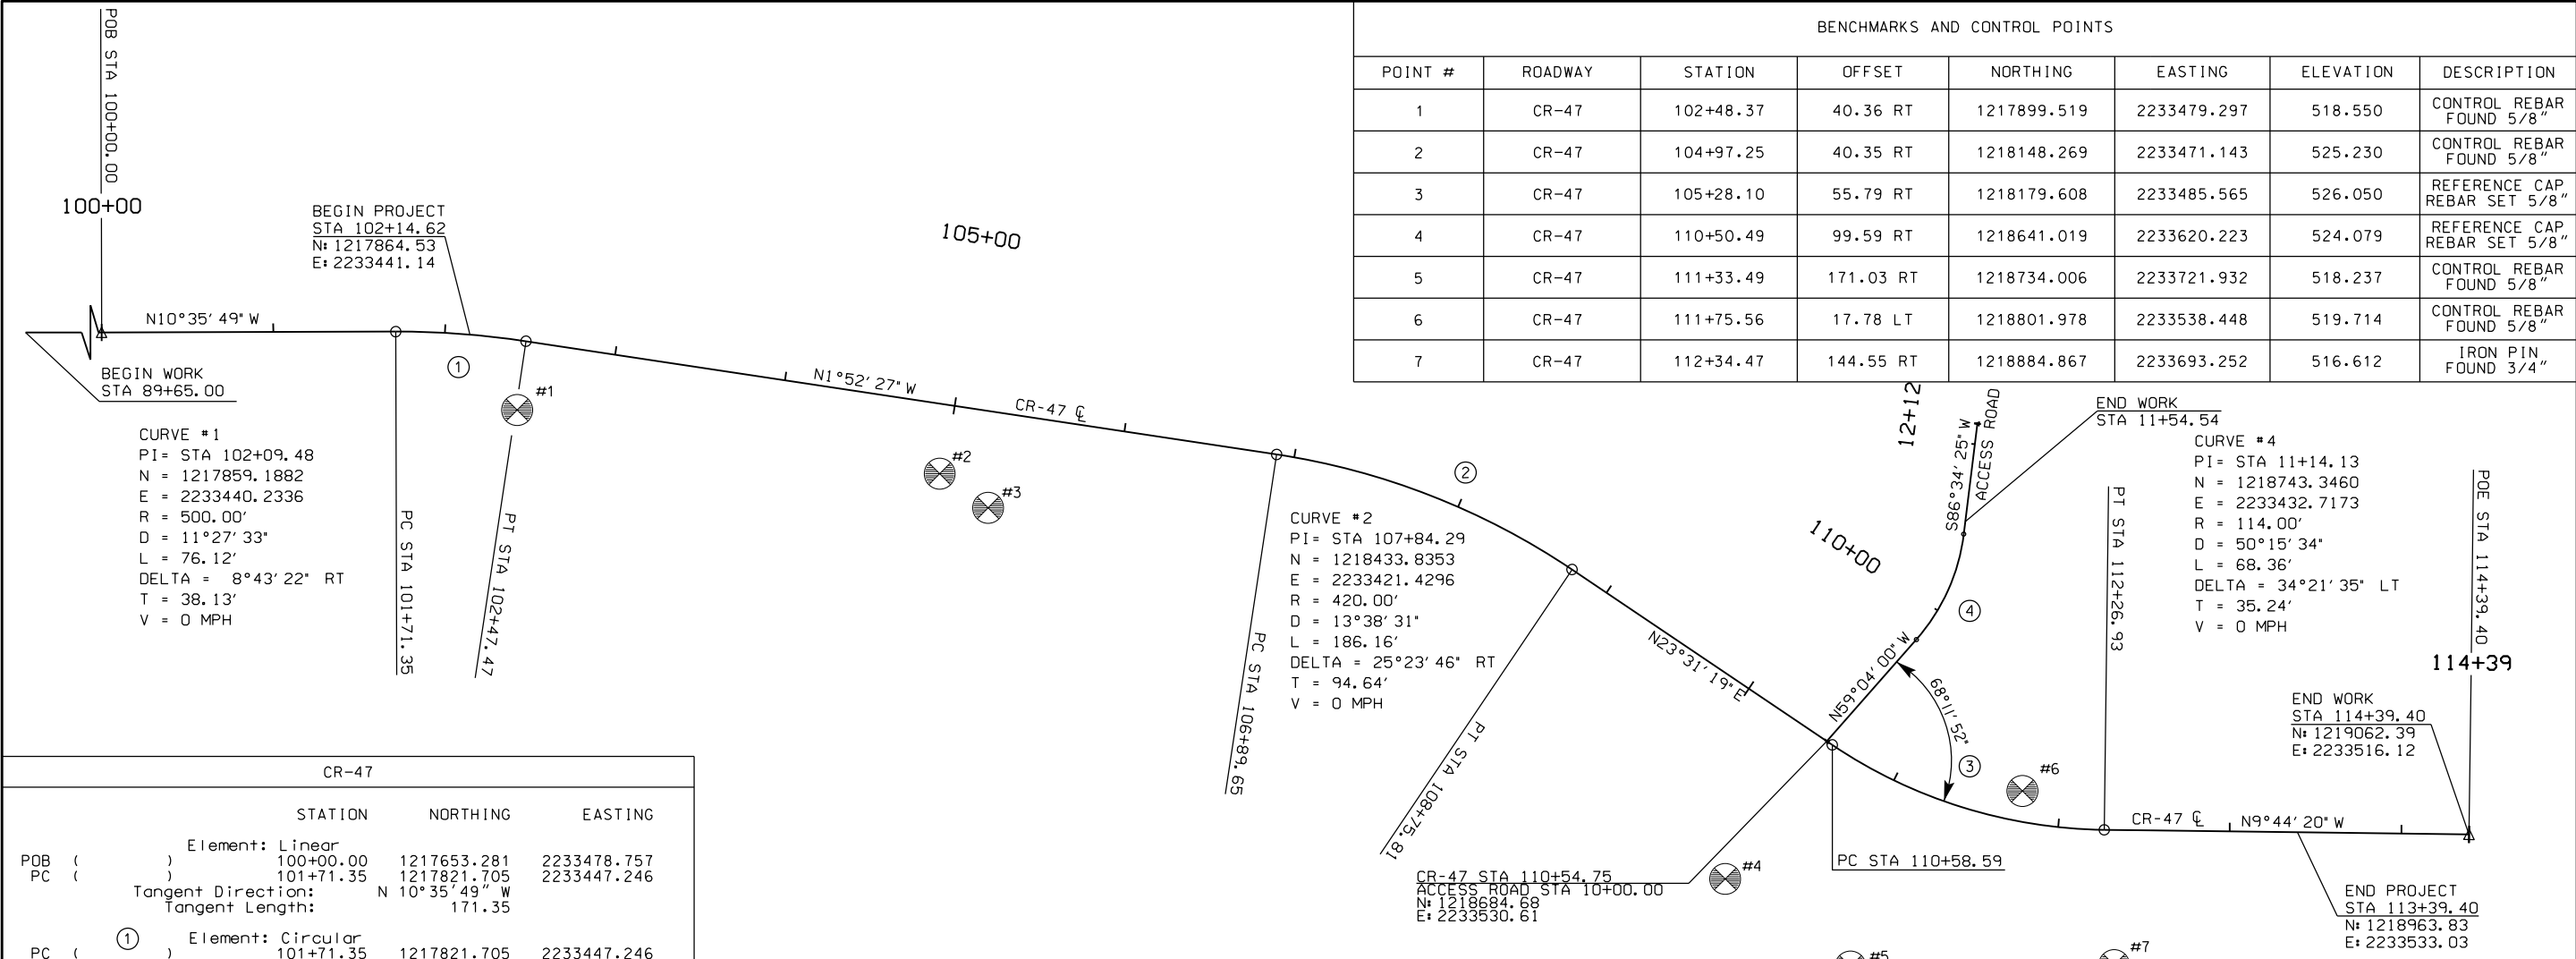 BENCHMARKS AND CONTROL POINTS
POINT # ROADWAY STATION OFFSET NORTHING EASTING ELEVATION DESCRIPTION
1 CR-47 102+48.37 40.36 RT 1217899.519 2233479.297 518.550 CONTROL REBAR FOUND 5/8"
2 CR-47 104+97.25 40.35 RT 1218148.269 2233471.143 525.230 CONTROL REBAR FOUND 5/8"
3 CR-47 105+28.10 55.79 RT 1218179.608 2233485.565 526.050 REFERENCE CAP REBAR SET 5/8"
4 CR-47 110+50.49 99.59 RT 1218641.019 2233620.223 524.079 REFERENCE CAP REBAR SET 5/8"
5 CR-47 111+33.49 171.03 RT 1218734.006 2233721.932 518.237 CONTROL REBAR FOUND 5/8"
6 CR-47 111+75.56 17.78 LT 1218801.978 2233538.448 519.714 CONTROL REBAR FOUND 5/8"
7 CR-47 112+34.47 144.55 RT 1218884.867 2233693.252 516.612 IRON PIN FOUND 3/4"
POB STA 100+00.00
100+00
BEGIN PROJECT
STA 102+14.62
N: 1217864.53
E: 2233441.14
105+00
N10°35'49" W
BEGIN WORK
STA 89+65.00
1
#1
N1°52'27" W
CR-47 ℄
#2
#3
CURVE #1
PI= STA 102+09.48
N = 1217859.1882
E = 2233440.2336
R = 500.00'
D = 11°27'33"
L = 76.12'
DELTA = 8°43'22" RT
T = 38.13'
V = 0 MPH
PC STA 101+71.35
PT STA 102+47.47
2
CURVE #2
PI= STA 107+84.29
N = 1218433.8353
E = 2233421.4296
R = 420.00'
D = 13°38'31"
L = 186.16'
DELTA = 25°23'46" RT
T = 94.64'
V = 0 MPH
PC STA 106+89.65
PT STA 108+75.81
110+00
N23°31'19"E
12+12
S86°34'25" W
ACCESS ROAD
END WORK
STA 11+54.54
CURVE #4
PI= STA 11+14.13
N = 1218743.3460
E = 2233432.7173
R = 114.00'
D = 50°15'34"
L = 68.36'
DELTA = 34°21'35" LT
T = 35.24'
V = 0 MPH
4
N59°04'00" W
68°11'52"
3
#6
PT STA 112+26.93
POE STA 114+39.40
114+39
END WORK
STA 114+39.40
N: 1219062.39
E: 2233516.12
CR-47 ℄
N9°44'20" W
PC STA 110+58.59
#4
CR-47 STA 110+54.75
ACCESS ROAD STA 10+00.00
N: 1218684.68
E: 2233530.61
END PROJECT
STA 113+39.40
N: 1218963.83
E: 2233533.03
#5
#7
CR-47
STATION NORTHING EASTING
Element: Linear
POB ( ) 100+00.00 1217653.281 2233478.757
PC ( ) 101+71.35 1217821.705 2233447.246
Tangent Direction: N 10°35'49" W
Tangent Length: 171.35
1 Element: Circular
PC ( ) 101+71.35 1217821.705 2233447.246